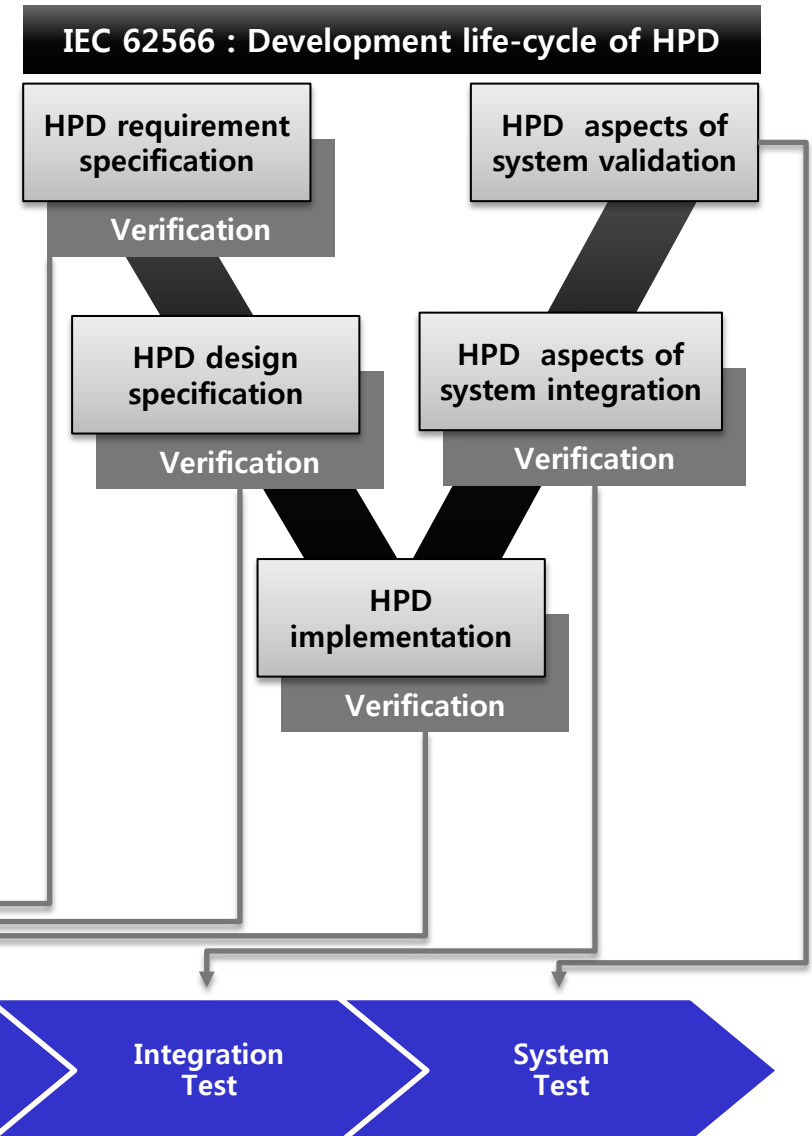 IEC 62566 : Development life-cycle of HPD
HPD requirement
specification
Verification
HPD aspects of
system validation
HPD design
specification
Verification
HPD aspects of
system integration
Verification
HPD
implementation
Verification
Integration
Test
System
Test